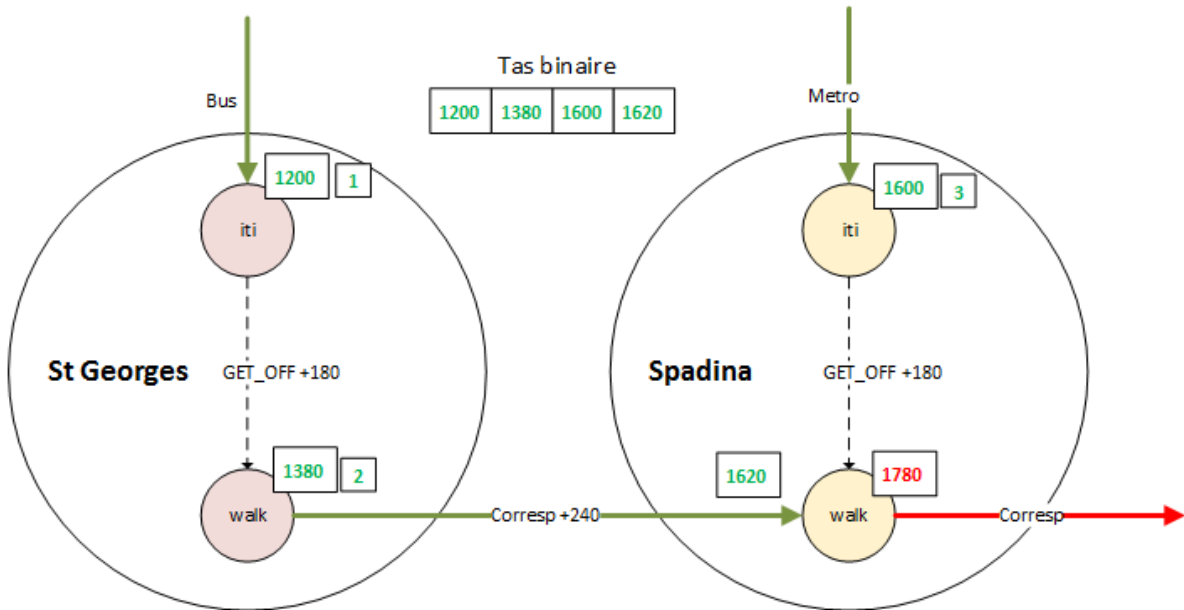 Tas binaire
1200 1380 1600 1620
Bus
Metro
1200 1
iti
1600 3
iti
St Georges
GET_OFF +180
Spadina
GET_OFF +180
1380 2
walk
Corresp +240
1620
1780
walk
Corresp